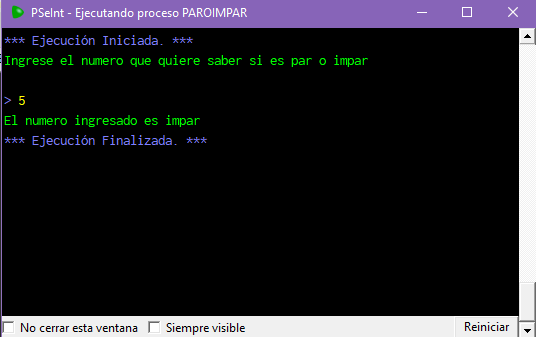 PSeInt - Ejecutando proceso PAROIMPAR
*** Ejecución Iniciada. ***
Ingrese el numero que quiere saber si es par o impar
> 5
El numero ingresado es impar
*** Ejecución Finalizada. ***
No cerrar esta ventana Siempre visible Reiniciar